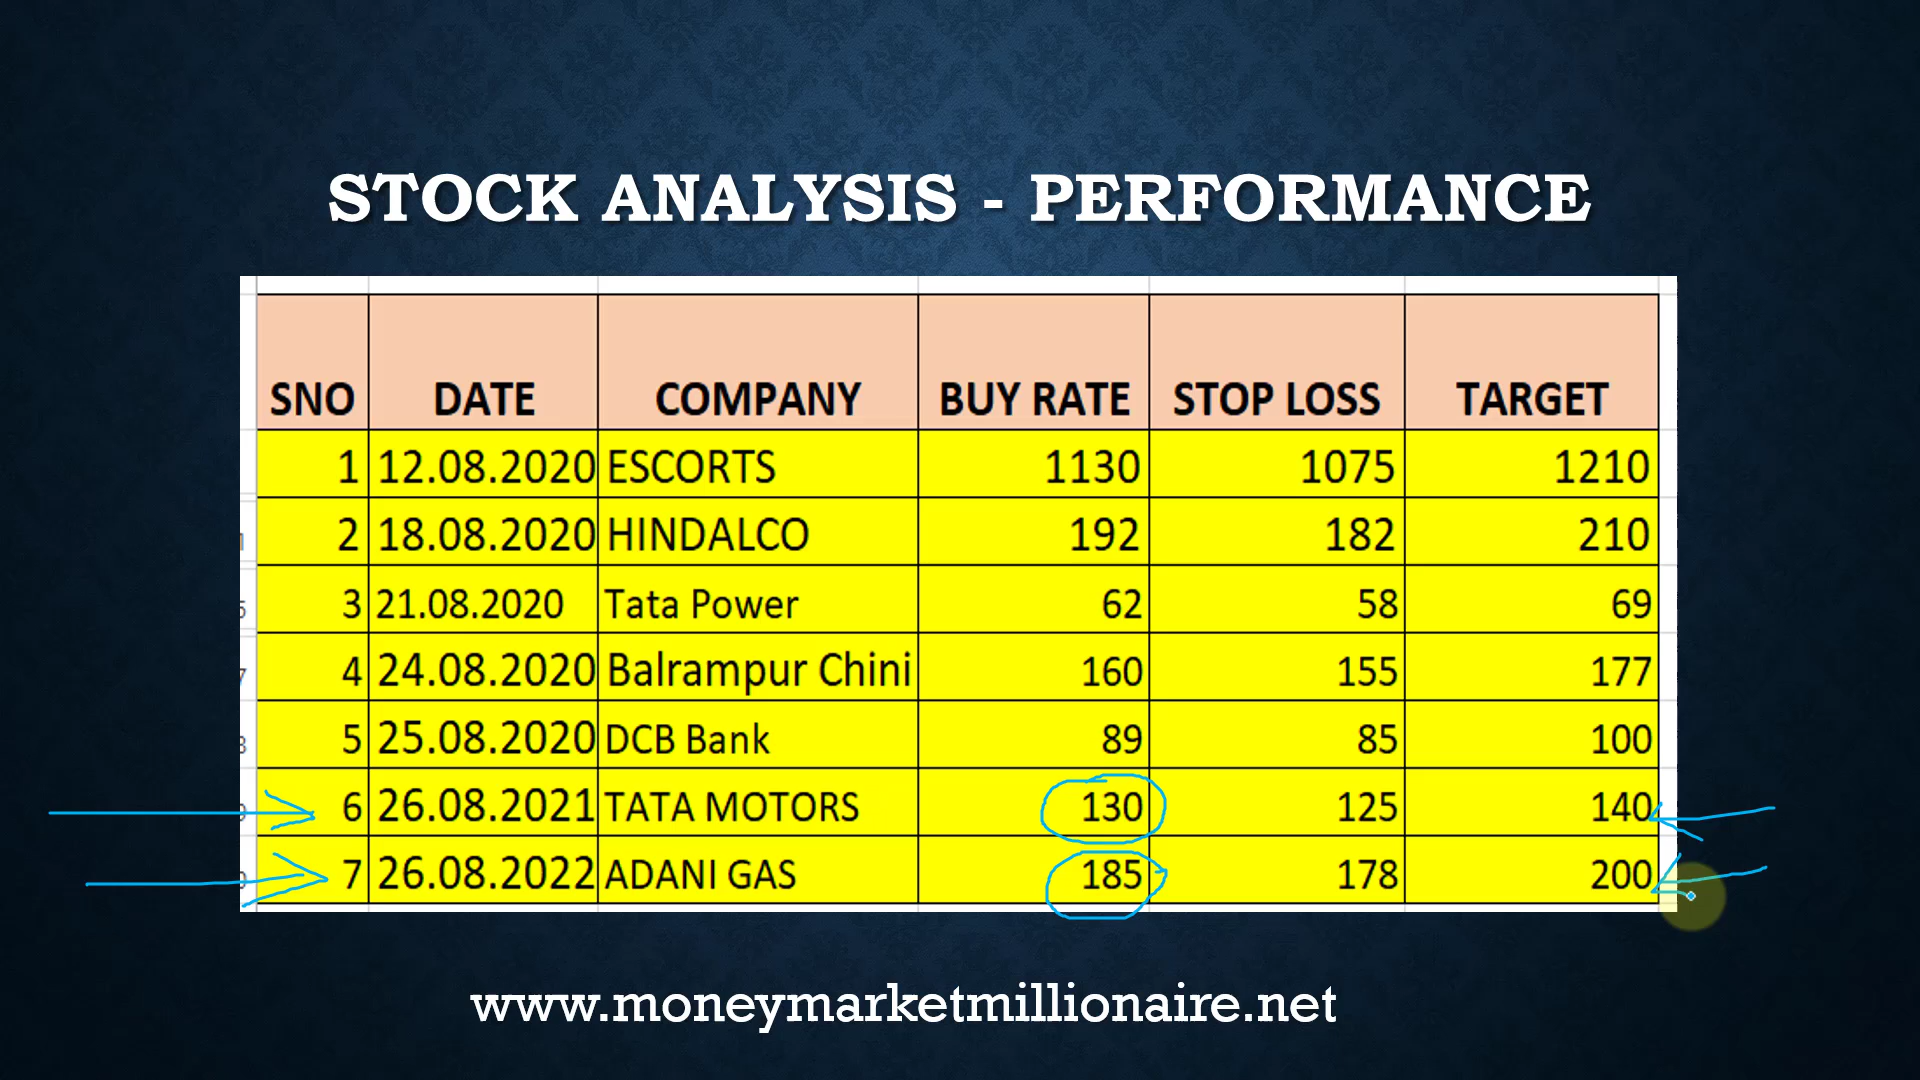 STOCK ANALYSIS - PERFORMANCE
SNO DATE COMPANY BUY RATE STOP LOSS TARGET
1 12.08.2020 ESCORTS 1130 1075 1210
2 18.08.2020 HINDALCO 192 182 210
3 21.08.2020 Tata Power 62 58 69
4 24.08.2020 Balrampur Chini 160 155 177
5 25.08.2020 DCB Bank 89 85 100
6 26.08.2021 TATA MOTORS 130 125 140
7 26.08.2022 ADANI GAS 185 178 200
www.moneymarketmillionaire.net